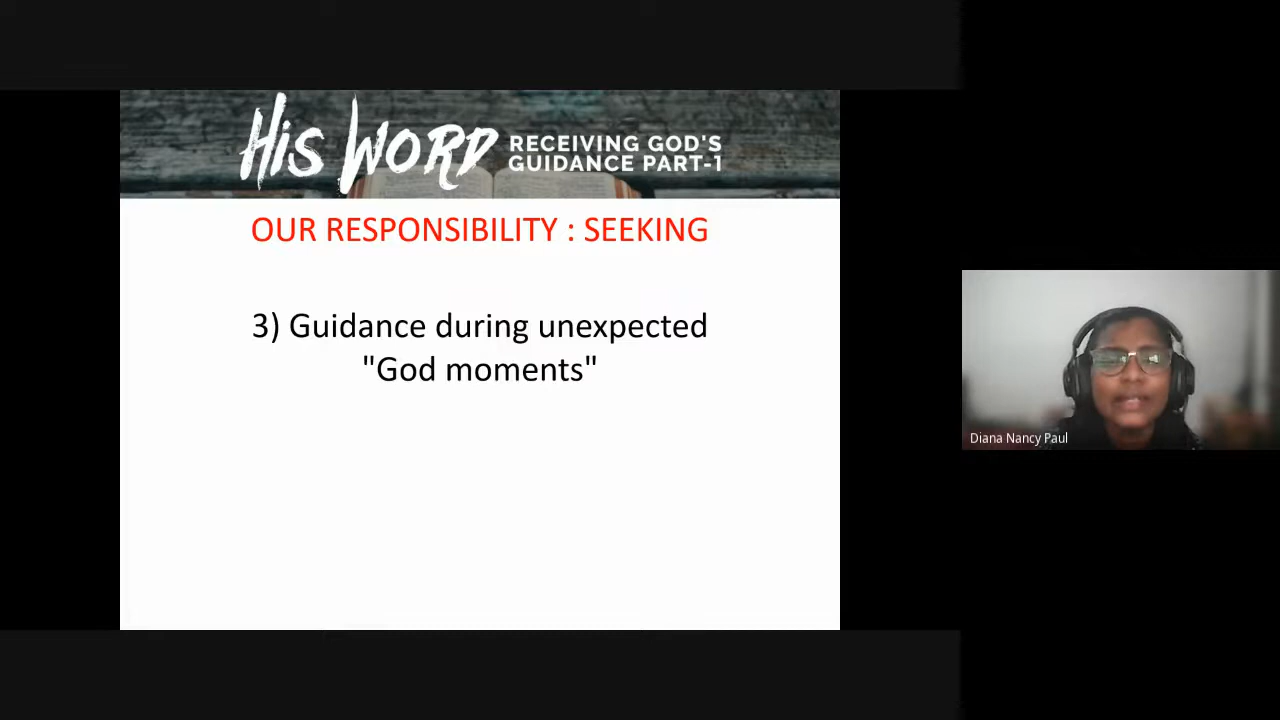 His Word RECEIVING GOD'S
GUIDANCE PART-1
OUR RESPONSIBILITY : SEEKING
3) Guidance during unexpected
"God moments"
Diana Nancy Paul